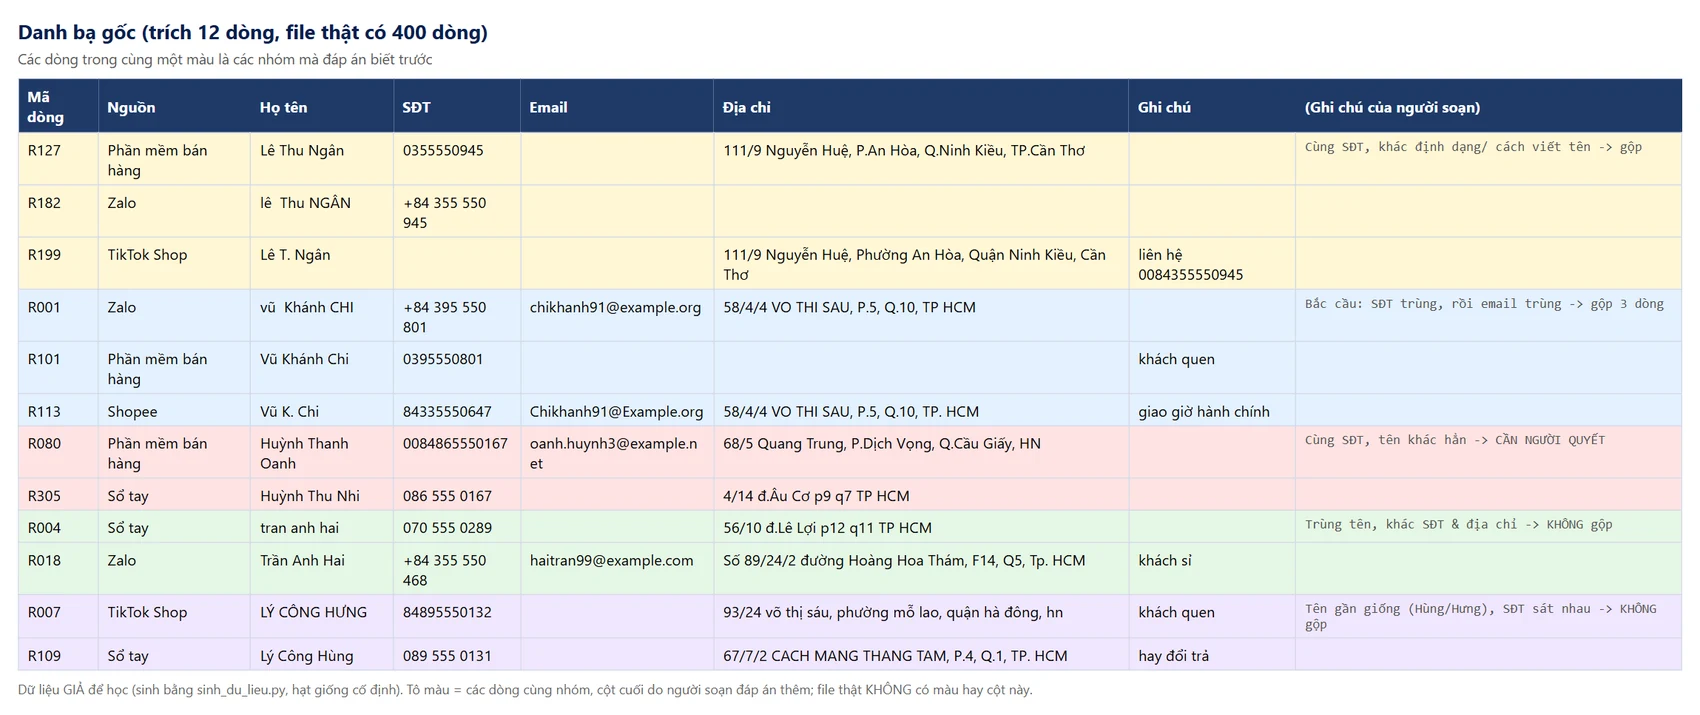 Danh bạ gốc (trích 12 dòng, file thật có 400 dòng)
Các dòng trong cùng một màu là các nhóm mà đáp án biết trước
Mã dòng Nguồn Họ tên SĐT Email Địa chỉ Ghi chú (Ghi chú của người soạn)
R127 Phần mềm bán hàng Lê Thu Ngân 0355550945 111/9 Nguyễn Huệ, P.An Hòa, Q.Ninh Kiều, TP.Cần Thơ Cùng SĐT, khác định dạng/ cách viết tên -> gộp
R182 Zalo lê  Thu NGÂN +84 355 550 945
R199 TikTok Shop Lê T. Ngân 111/9 Nguyễn Huệ, Phường An Hòa, Quận Ninh Kiều, Cần Thơ liên hệ 0084355550945
R001 Zalo vũ  Khánh CHI +84 395 550 801 chikhanh91@example.org 58/4/4 VO THI SAU, P.5, Q.10, TP HCM Bắc cầu: SĐT trùng, rồi email trùng -> gộp 3 dòng
R101 Phần mềm bán hàng Vũ Khánh Chi 0395550801 khách quen
R113 Shopee Vũ K. Chi 84335550647 Chikhanh91@Example.org 58/4/4 VO THI SAU, P.5, Q.10, TP. HCM giao giờ hành chính
R080 Phần mềm bán hàng Huỳnh Thanh Oanh 0084865550167 oanh.huynh3@example.net 68/5 Quang Trung, P.Dịch Vọng, Q.Cầu Giấy, HN Cùng SĐT, tên khác hẳn -> CẦN NGƯỜI QUYẾT
R305 Sổ tay Huỳnh Thu Nhi 086 555 0167 4/14 đ.Âu Cơ p9 q7 TP HCM
R004 Sổ tay tran anh hai 070 555 0289 56/10 đ.Lê Lợi p12 q11 TP HCM Trùng tên, khác SĐT & địa chỉ -> KHÔNG gộp
R018 Zalo Trần Anh Hai +84 355 550 468 haitran99@example.com Số 89/24/2 đường Hoàng Hoa Thám, F14, Q5, Tp. HCM khách sỉ
R007 TikTok Shop LÝ CÔNG HƯNG 84895550132 93/24 võ thị sáu, phường mỗ lao, quận hà đông, hn khách quen Tên gần giống (Hùng/Hưng), SĐT sát nhau -> KHÔNG gộp
R109 Sổ tay Lý Công Hùng 089 555 0131 67/7/2 CACH MANG THANG TAM, P.4, Q.1, TP. HCM hay đổi trả
Dữ liệu GIẢ để học (sinh bằng sinh_du_lieu.py, hạt giống cố định). Tô màu = các dòng cùng nhóm, cột cuối do người soạn đáp án thêm; file thật KHÔNG có màu hay cột này.